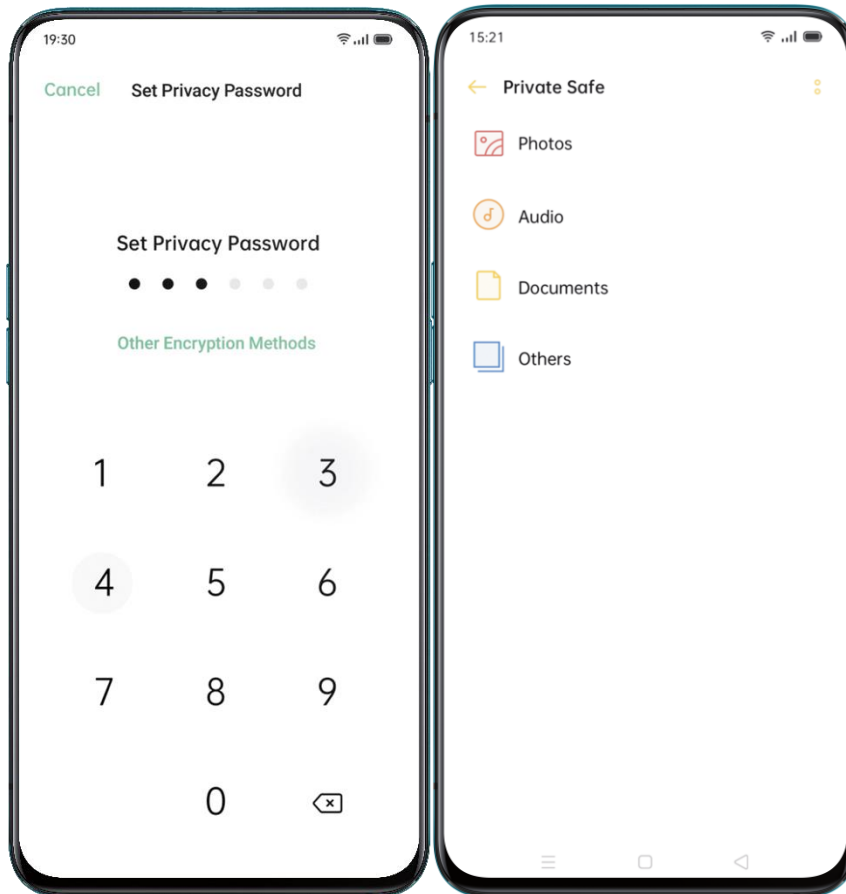 19:30
Cancel Set Privacy Password
Set Privacy Password
Other Encryption Methods
1 2 3
4 5 6
7 8 9
0
15:21
Private Safe
Photos
Audio
Documents
Others